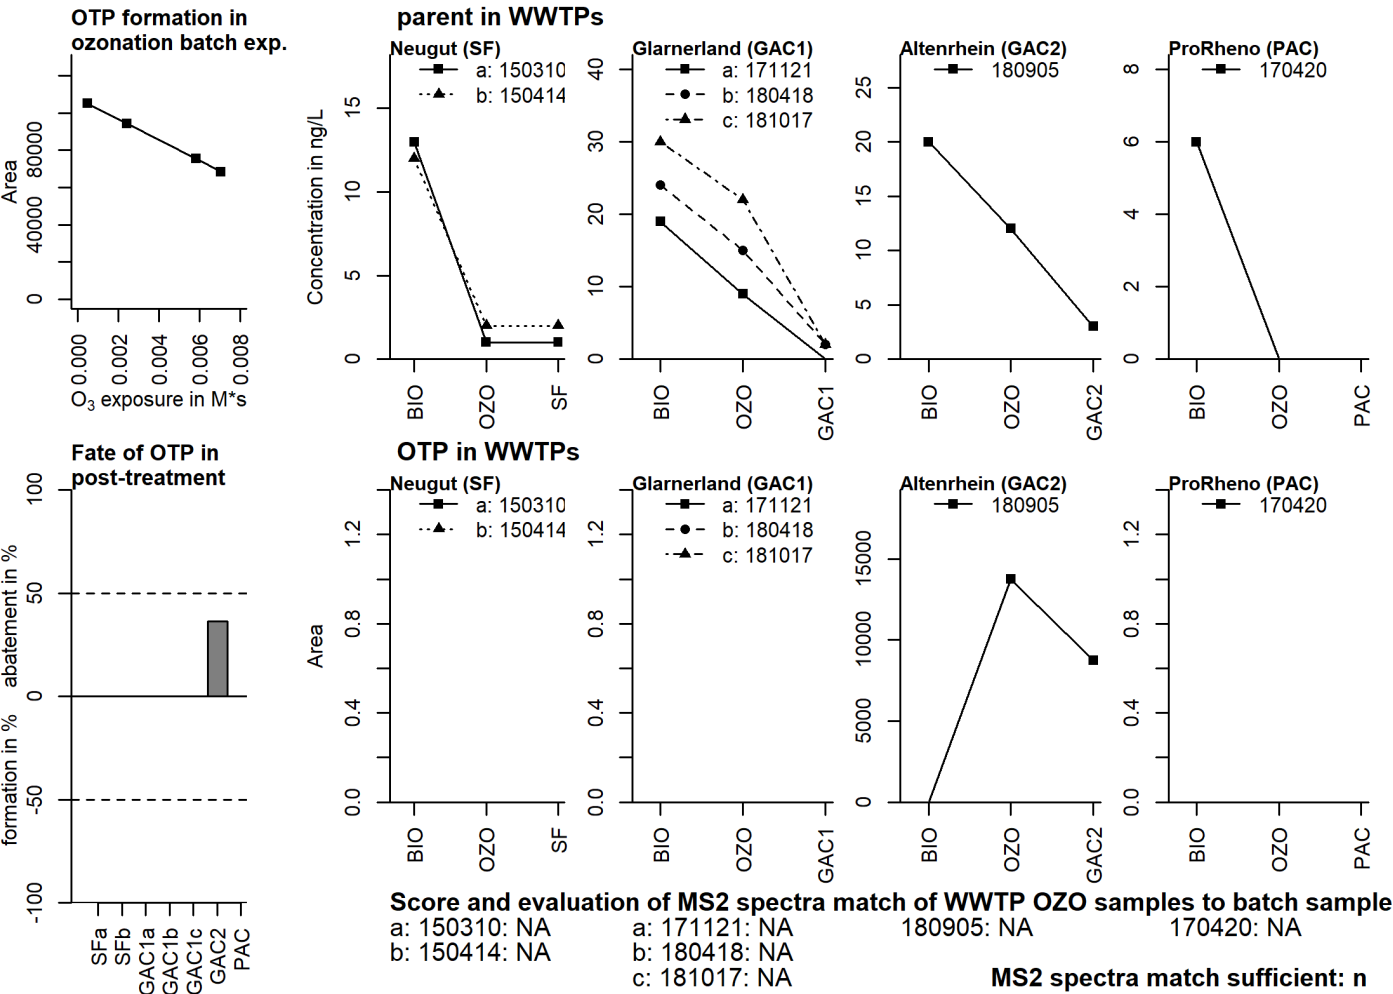 OTP formation in
ozonation batch exp.
Area
0
40000
80000
0.000
0.002
0.004
0.006
0.008
O3 exposure in M*s
parent in WWTPs
Concentration in ng/L
Neugut (SF)
a: 150310
b: 150414
0
5
10
15
BIO
OZO
SF
Glarnerland (GAC1)
a: 171121
b: 180418
c: 181017
0
10
20
30
40
BIO
OZO
GAC1
Altenrhein (GAC2)
180905
0
5
10
15
20
25
BIO
OZO
GAC2
ProRheno (PAC)
170420
0
2
4
6
8
BIO
OZO
PAC
Fate of OTP in
post-treatment
formation in %
abatement in %
-100
-50
0
50
100
SFa
SFb
GAC1a
GAC1b
GAC1c
GAC2
PAC
OTP in WWTPs
Area
Neugut (SF)
a: 150310
b: 150414
0.0
0.4
0.8
1.2
BIO
OZO
SF
Glarnerland (GAC1)
a: 171121
b: 180418
c: 181017
0.0
0.4
0.8
1.2
BIO
OZO
GAC1
Altenrhein (GAC2)
180905
0
5000
10000
15000
BIO
OZO
GAC2
ProRheno (PAC)
170420
0.0
0.4
0.8
1.2
BIO
OZO
PAC
Score and evaluation of MS2 spectra match of WWTP OZO samples to batch sample
a: 150310: NA
b: 150414: NA
a: 171121: NA
b: 180418: NA
c: 181017: NA
180905: NA
170420: NA
MS2 spectra match sufficient: n